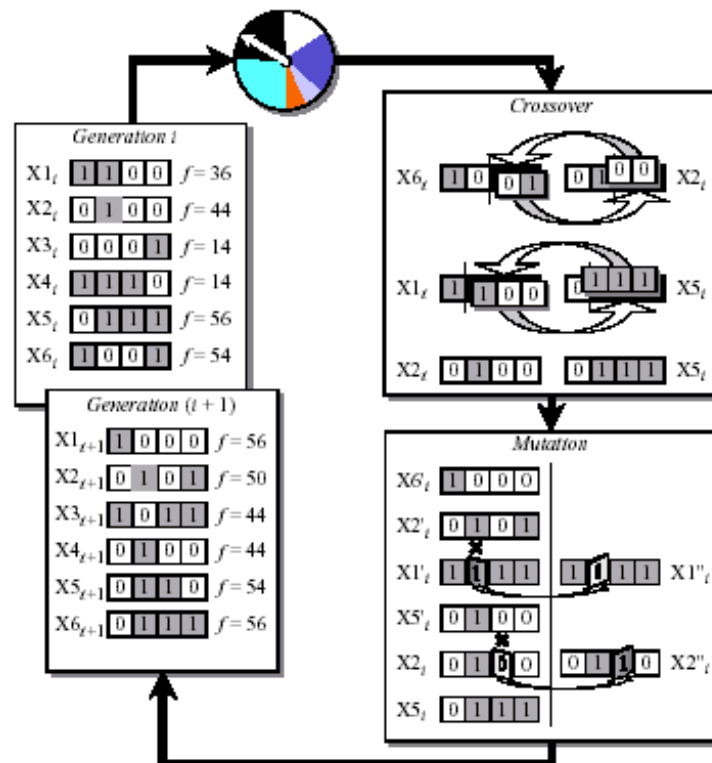 Generation i
X1i 1 1 0 0 f = 36
X2i 0 1 0 0 f = 44
X3i 0 0 0 1 f = 14
X4i 1 1 1 0 f = 14
X5i 0 1 1 1 f = 56
X6i 1 0 0 1 f = 54
Generation (i + 1)
X1i+1 1 0 0 0 f = 56
X2i+1 0 1 0 1 f = 50
X3i+1 1 0 1 1 f = 44
X4i+1 0 1 0 0 f = 44
X5i+1 0 1 1 0 f = 54
X6i+1 0 1 1 1 f = 56
Crossover
X6i 1 0 0 1 0 1 0 0 X2i
X1i 1 1 0 0 0 1 1 1 X5i
X2i 0 1 0 0 0 1 1 1 X5i
Mutation
X6'i 1 0 0 0
X2'i 0 1 0 1
X1'i 1 1 1 1 1 0 1 1 X1"i
X5'i 0 1 0 0
X2i 0 1 0 0 0 1 1 0 X2"i
X5i 0 1 1 1